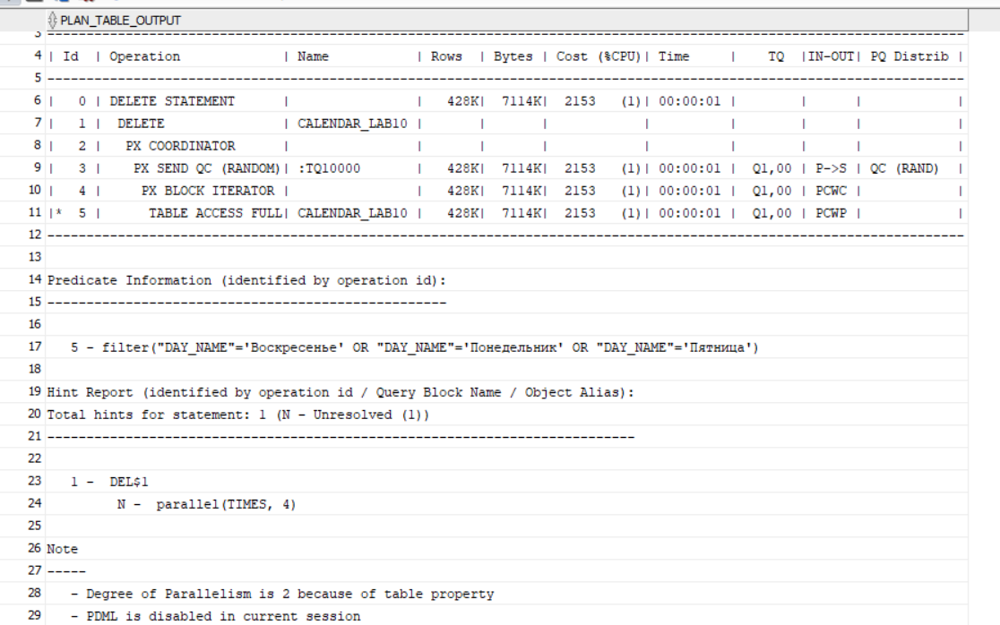 PLAN_TABLE_OUTPUT
3 ------------------------------------------------------------------------------------------------------------------------
4 | Id | Operation | Name | Rows | Bytes | Cost (%CPU)| Time | TQ |IN-OUT| PQ Distrib |
5 ------------------------------------------------------------------------------------------------------------------------
6 | 0 | DELETE STATEMENT | | 428K| 7114K| 2153 (1)| 00:00:01 | | | |
7 | 1 | DELETE | CALENDAR_LAB10 | | | | | | | |
8 | 2 | PX COORDINATOR | | | | | | | | |
9 | 3 | PX SEND QC (RANDOM)| :TQ10000 | 428K| 7114K| 2153 (1)| 00:00:01 | Q1,00 | P->S | QC (RAND) |
10 | 4 | PX BLOCK ITERATOR | | 428K| 7114K| 2153 (1)| 00:00:01 | Q1,00 | PCWC | |
11 |* 5 | TABLE ACCESS FULL| CALENDAR_LAB10 | 428K| 7114K| 2153 (1)| 00:00:01 | Q1,00 | PCWP | |
12 ------------------------------------------------------------------------------------------------------------------------
13
14 Predicate Information (identified by operation id):
15 ---------------------------------------------------
16
17 5 - filter("DAY_NAME"='Воскресенье' OR "DAY_NAME"='Понедельник' OR "DAY_NAME"='Пятница')
18
19 Hint Report (identified by operation id / Query Block Name / Object Alias):
20 Total hints for statement: 1 (N - Unresolved (1))
21 ---------------------------------------------------------------------------
22
23 1 - DEL$1
24 N - parallel(TIMES, 4)
25
26 Note
27 -----
28 - Degree of Parallelism is 2 because of table property
29 - PDML is disabled in current session